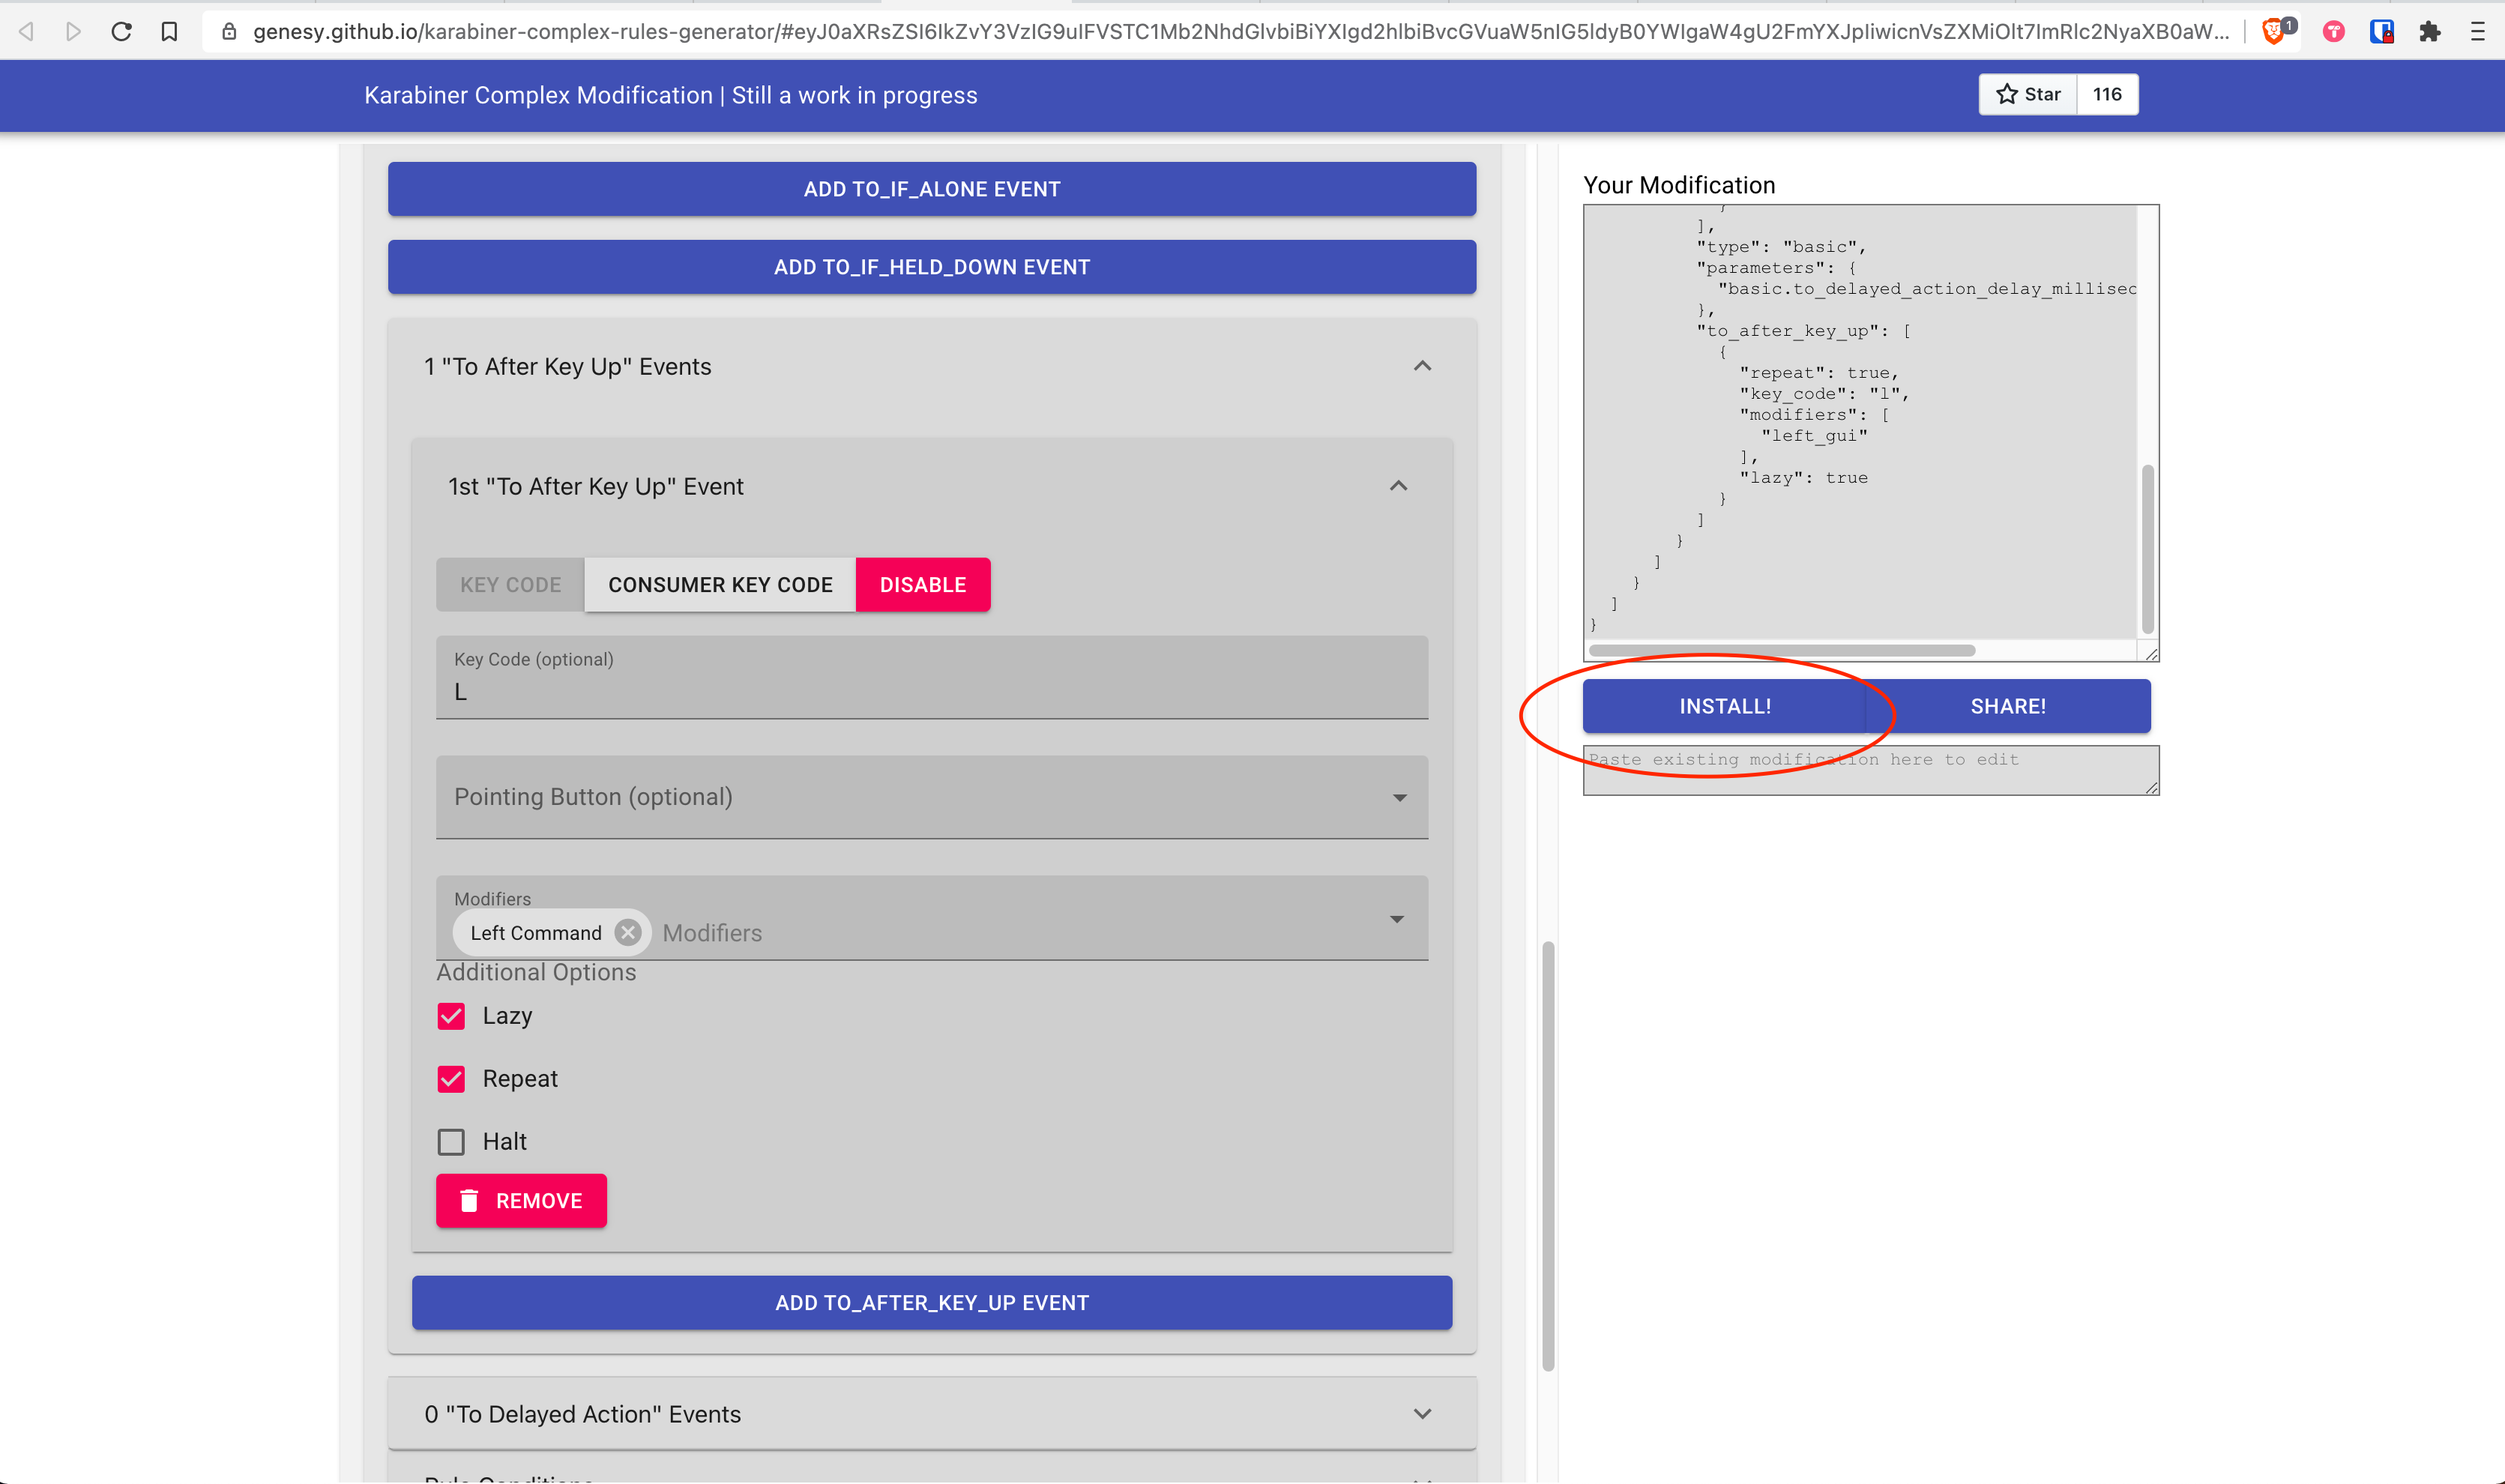 genesy.github.io/karabiner-complex-rules-generator/#eyJ0aXRsZSI6IkZvY3VzIG9uIFVSTC1Mb2NhdGlvbiBiYXIgd2hlbiBvcGVuaW5nIG5ldyB0YWIgaW4gU2FmYXJpIiwicnVsZXMiOlt7ImRlc2NyaXB0aW...
1
Karabiner Complex Modification | Still a work in progress
Star 116
ADD TO_IF_ALONE EVENT
ADD TO_IF_HELD_DOWN EVENT
1 "To After Key Up" Events
1st "To After Key Up" Event
KEY CODE CONSUMER KEY CODE DISABLE
Key Code (optional)
L
Pointing Button (optional)
Modifiers
Left Command Modifiers
Additional Options
Lazy
Repeat
Halt
REMOVE
ADD TO_AFTER_KEY_UP EVENT
0 "To Delayed Action" Events
Rule Conditions
Your Modification
}
],
"type": "basic",
"parameters": {
"basic.to_delayed_action_delay_millisec
},
"to_after_key_up": [
{
"repeat": true,
"key_code": "l",
"modifiers": [
"left_gui"
],
"lazy": true
}
]
}
]
}
]
}
INSTALL! SHARE!
Paste existing modification here to edit